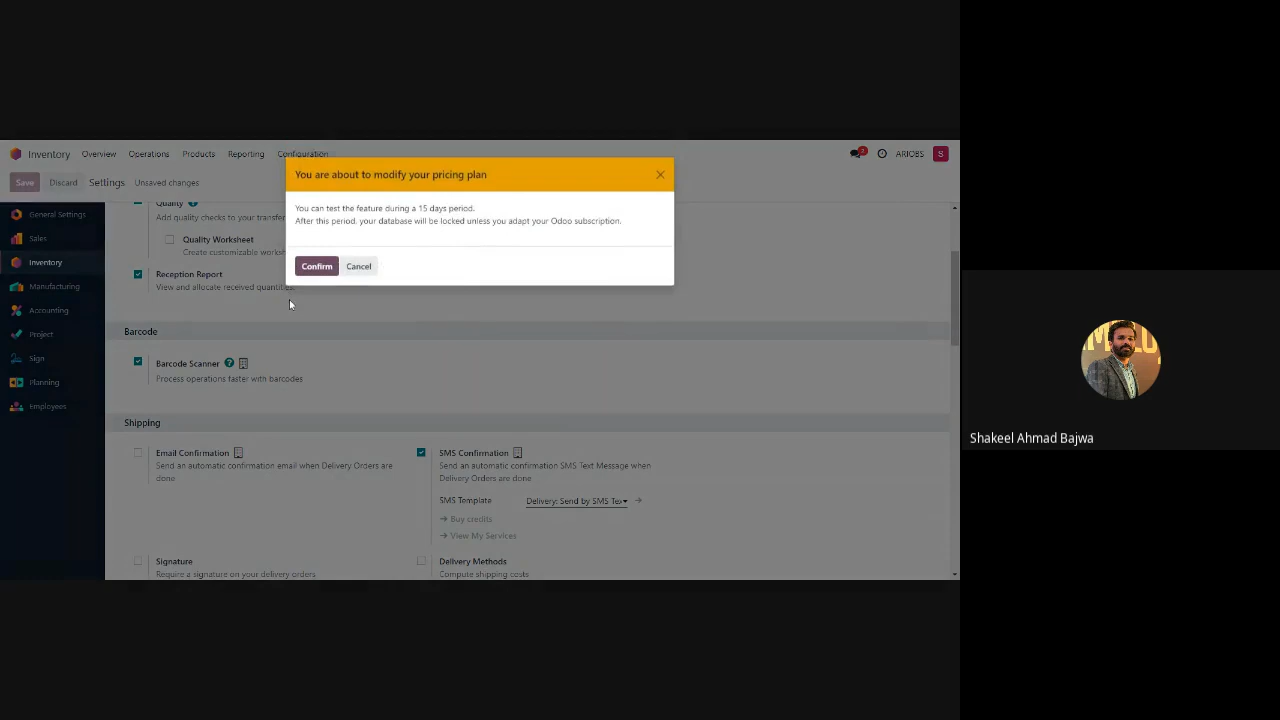 Inventory Overview Operations Products Reporting Configuration 2 ARIOBS S
Save Discard Settings Unsaved changes
You are about to modify your pricing plan
You can test the feature during a 15 days period.
After this period, your database will be locked unless you adapt your Odoo subscription.
Confirm Cancel
General Settings
Sales
Inventory
Manufacturing
Accounting
Project
Sign
Planning
Employees
Quality
Add quality checks to your transfer
Quality Worksheet
Create customizable worksh
Reception Report
View and allocate received quantities.
Barcode
Barcode Scanner ?
Process operations faster with barcodes
Shipping
Email Confirmation
Send an automatic confirmation email when Delivery Orders are
done
SMS Confirmation
Send an automatic confirmation SMS Text Message when
Delivery Orders are done
SMS Template Delivery: Send by SMS Tex
Buy credits
View My Services
Signature
Require a signature on your delivery orders
Delivery Methods
Compute shipping costs
Shakeel Ahmad Bajwa